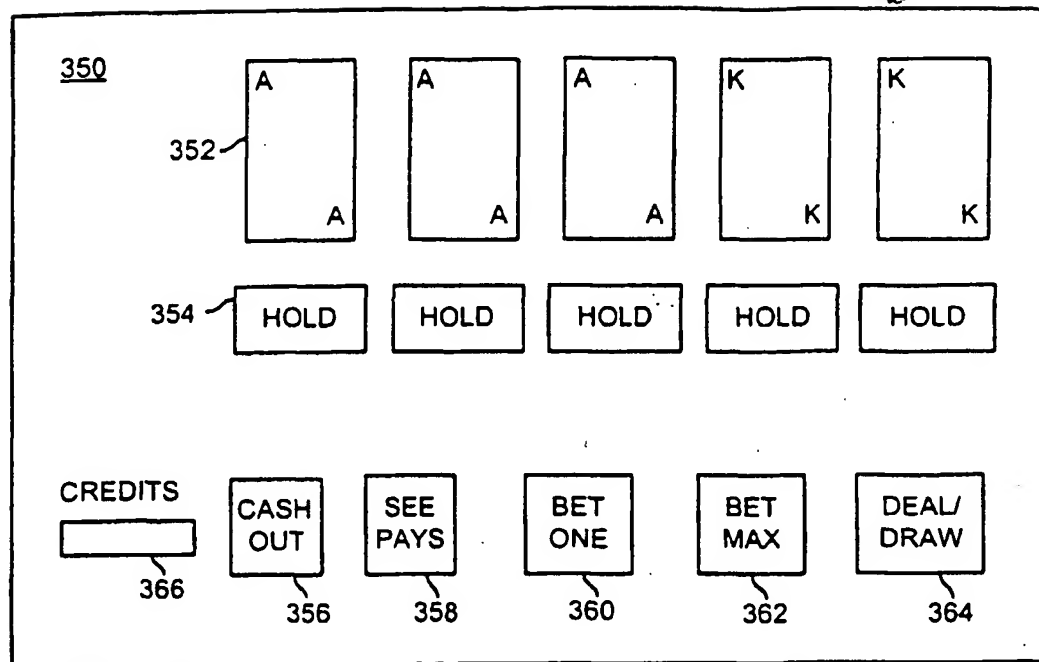 350
A A A K K
352
A A A K K
354
HOLD HOLD HOLD HOLD HOLD
CREDITS
CASH OUT
SEE PAYS
BET ONE
BET MAX
DEAL/ DRAW
366
356
358
360
362
364